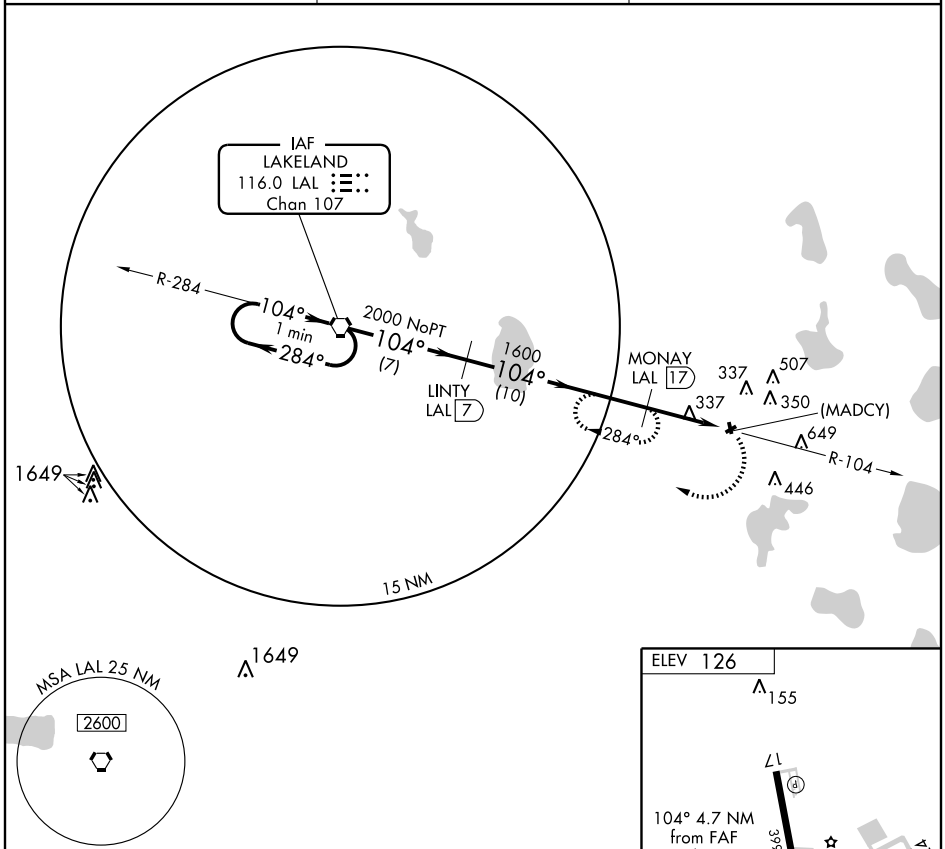 IAF
LAKELAND
116.0 LAL
Chan 107
R-284
104°
1 min
284°
2000 NoPT
104°
(7)
LINTY
LAL 7
1600
104°
(10)
MONAY
LAL 17
284°
337
337
507
350
(MADCY)
649
R-104
446
1649
15 NM
1649
MSA LAL 25 NM
2600
ELEV 126
155
17
P
104° 4.7 NM
from FAF